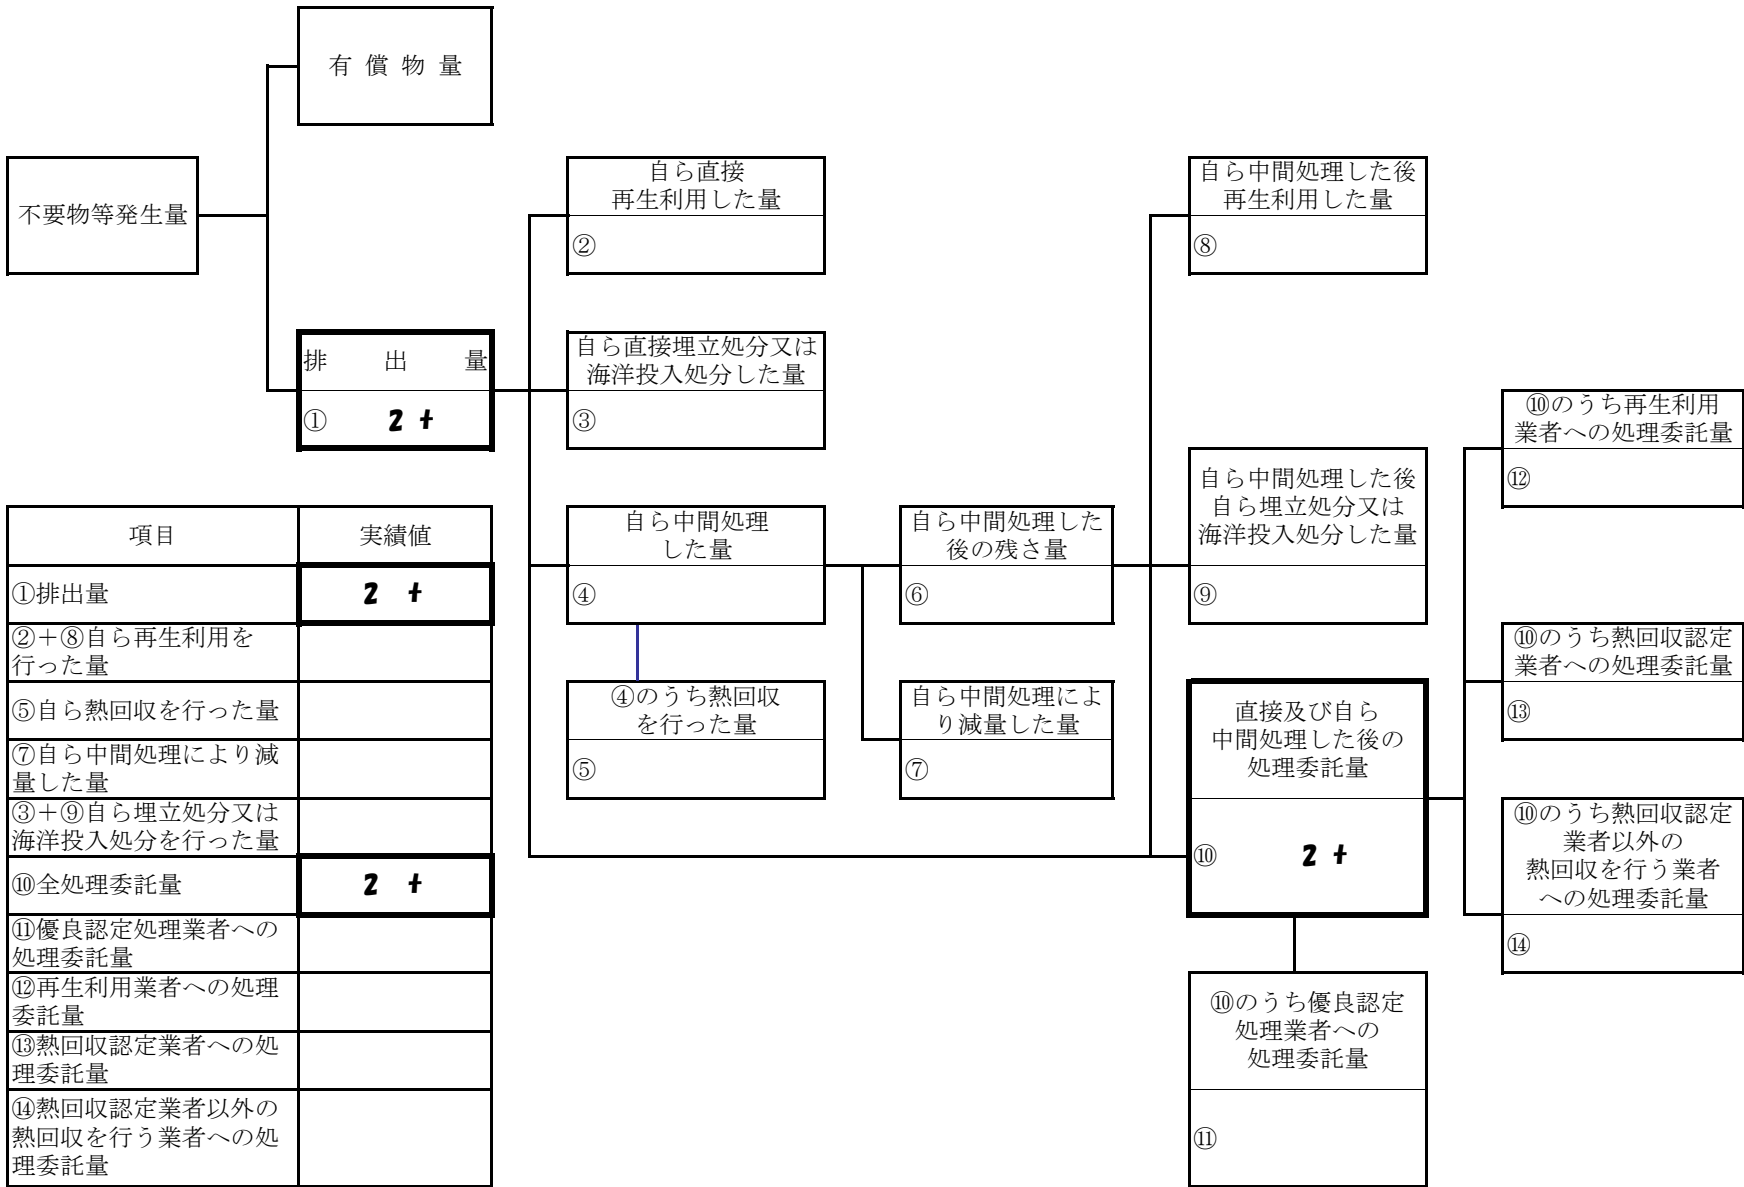 有償物量
不要物等発生量
自ら直接
再生利用した量
②
自ら中間処理した後
再生利用した量
⑧
排出量
① 2 t
自ら直接埋立処分又は
海洋投入処分した量
③
⑩のうち再生利用
業者への処理委託量
⑫
自ら中間処理した後
自ら埋立処分又は
海洋投入処分した量
⑨
自ら中間処理
した量
④
自ら中間処理した
後の残さ量
⑥
⑩のうち熱回収認定
業者への処理委託量
⑬
④のうち熱回収
を行った量
⑤
自ら中間処理によ
り減量した量
⑦
直接及び自ら
中間処理した後の
処理委託量
⑩ 2 t
⑩のうち熱回収認定
業者以外の
熱回収を行う業者
への処理委託量
⑭
⑩のうち優良認定
処理業者への
処理委託量
⑪
項目 実績値
①排出量 2 t
②＋⑧自ら再生利用を
行った量
⑤自ら熱回収を行った量
⑦自ら中間処理により減
量した量
③＋⑨自ら埋立処分又は
海洋投入処分を行った量
⑩全処理委託量 2 t
⑪優良認定処理業者への
処理委託量
⑫再生利用業者への処理
委託量
⑬熱回収認定業者への処
理委託量
⑭熱回収認定業者以外の
熱回収を行う業者への処
理委託量